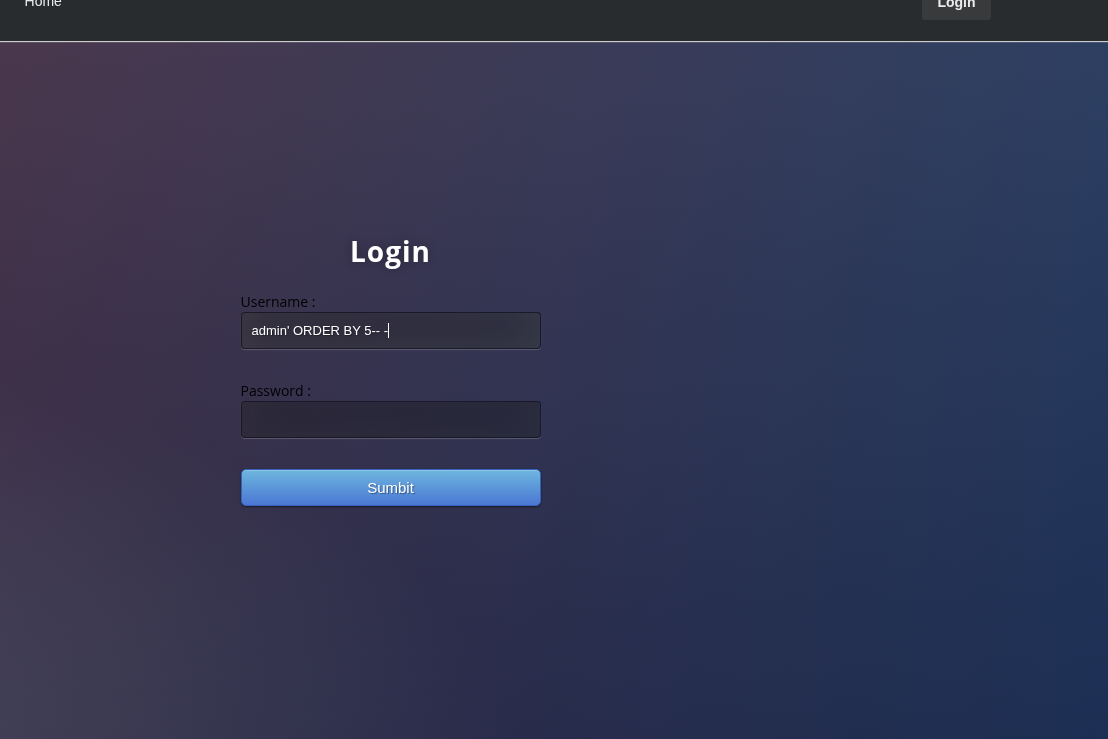 Home
Login
Login
Username :
admin' ORDER BY 5-- -
Password :
Sumbit